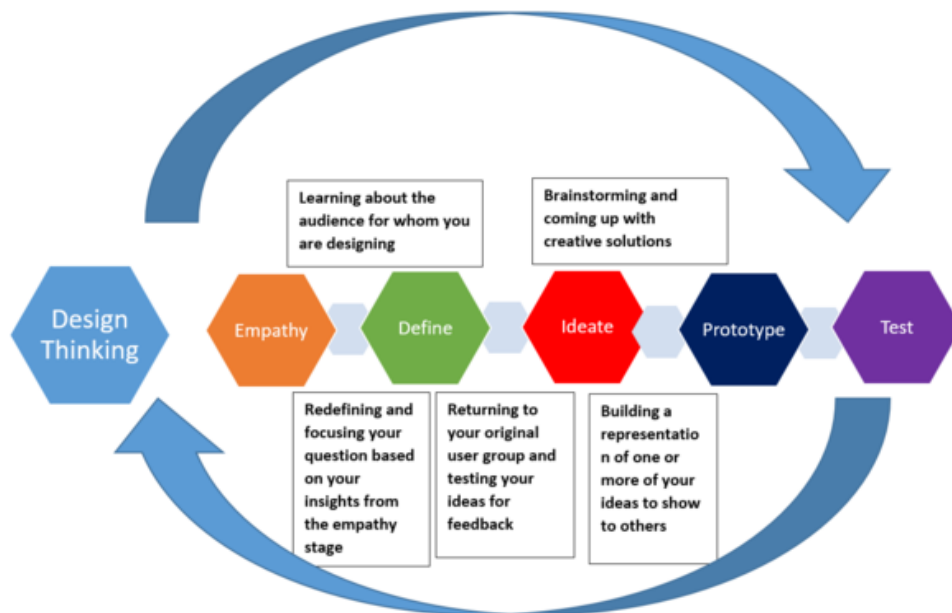 Learning about the
audience for whom you
are designing
Brainstorming and
coming up with
creative solutions
Design
Thinking
Empathy
Define
Ideate
Prototype
Test
Redefining and
focusing your
question based
on your
insights from
the empathy
stage
Returning to
your original
user group and
testing your
ideas for
feedback
Building a
representatio
n of one or
more of your
ideas to show
to others